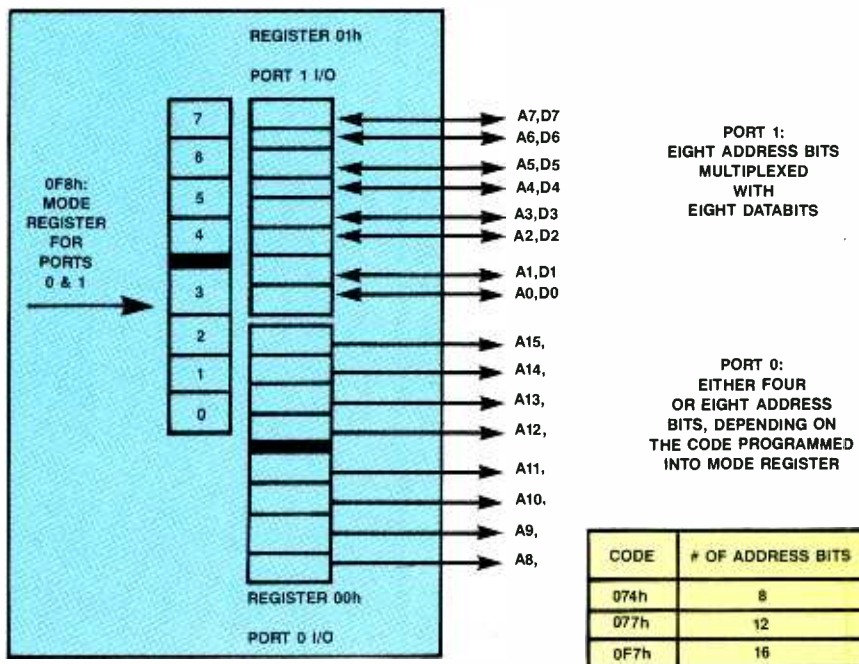 REGISTER 01h
PORT 1 I/O
7
6
5
4
3
2
1
0
0F8h:
MODE
REGISTER
FOR
PORTS
0 & 1
A7,D7
A6,D6
A5,D5
A4,D4
A3,D3
A2,D2
A1,D1
A0,D0
A15,
A14,
A13,
A12,
A11,
A10,
A9,
A8,
REGISTER 00h
PORT 0 I/O
PORT 1:
EIGHT ADDRESS BITS
MULTIPLEXED
WITH
EIGHT DATABITS
PORT 0:
EITHER FOUR
OR EIGHT ADDRESS
BITS, DEPENDING ON
THE CODE PROGRAMMED
INTO MODE REGISTER
CODE # OF ADDRESS BITS
074h 8
077h 12
0F7h 16